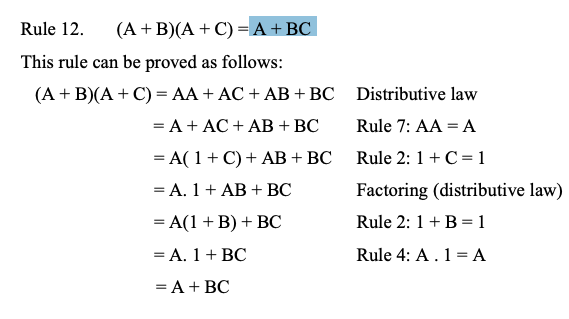 Rule 12. (A + B)(A + C) = A + BC
This rule can be proved as follows:
(A + B)(A + C) = AA + AC + AB + BC Distributive law
= A + AC + AB + BC Rule 7: AA = A
= A( 1 + C) + AB + BC Rule 2: 1 + C = 1
= A. 1 + AB + BC Factoring (distributive law)
= A(1 + B) + BC Rule 2: 1 + B = 1
= A. 1 + BC Rule 4: A . 1 = A
= A + BC